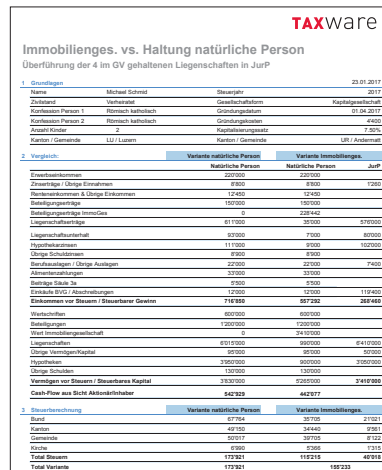 TAXware
Immobilienges. vs. Haltung natürliche Person
Überführung der 4 im GV gehaltenen Liegenschaften in JurP
1 Grundlagen 23.01.2017
Name Michael Schmid Steuerjahr 2017
Zivilstand Verheiratet Gesellschaftsform Kapitalgesellschaft
Konfession Person 1 Römisch katholisch Gründungsdatum 01.04.2017
Konfession Person 2 Römisch katholisch Gründungskosten 4'400
Anzahl Kinder 2 Kapitalisierungssatz 7.50%
Kanton / Gemeinde LU / Luzern Kanton / Gemeinde UR / Andermatt
2 Vergleich: Variante natürliche Person Variante Immobilienges.
Natürliche Person Natürliche Person JurP
Erwerbseinkommen 220'000 220'000
Zinserträge / Übrige Einnahmen 8'800 8'800 1'260
Renteneinkommen & Übrige Einkommen 12'450 12'450
Beteiligungserträge 150'000 150'000
Beteiligungserträge ImmoGes 0 228'442
Liegenschaftserträge 611'000 35'000 576'000
Liegenschaftsunterhalt 93'000 7'000 80'000
Hypothekarzinsen 111'000 9'000 102'000
Übrige Schuldzinsen 8'900 8'900
Berufsauslagen / Übrige Auslagen 22'000 22'000 7'400
Alimentenzahlungen 33'000 33'000
Beiträge Säule 3a 5'500 5'500
Einkäufe BVG / Abschreibungen 12'000 12'000 119'400
Einkommen vor Steuern / Steuerbarer Gewinn 716'850 557'292 268'460
Wertschriften 600'000 600'000
Beteiligungen 1'200'000 1'200'000
Wert Immobiliengesellschaft 0 3'410'000
Liegenschaften 6'015'000 990'000 6'410'000
Übrige Vermögen/Kapital 95'000 95'000 50'000
Hypotheken 3'950'000 900'000 3'050'000
Übrige Schulden 130'000 130'000
Vermögen vor Steuern / Steuerbares Kapital 3'830'000 5'265'000 3'410'000
Cash-Flow aus Sicht Aktionär/Inhaber 542'929 442'077
3 Steuerberechnung Variante natürliche Person Variante Immobilienges.
Bund 67'764 35'705 21'021
Kanton 49'150 34'440 9'561
Gemeinde 50'017 39'705 8'122
Kirche 6'990 5'366 1'315
Total Steuern 173'921 115'215 40'018
Total Variante 173'921 155'233